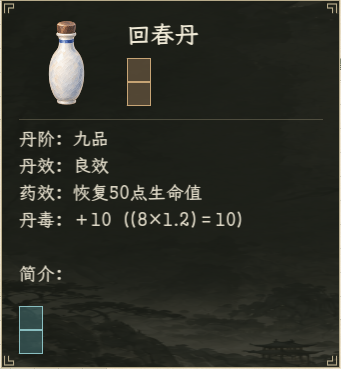 回春丹
丹阶：九品
丹效：良效
药效：恢复50点生命值
丹毒：+10 ((8×1.2)=10)
简介：